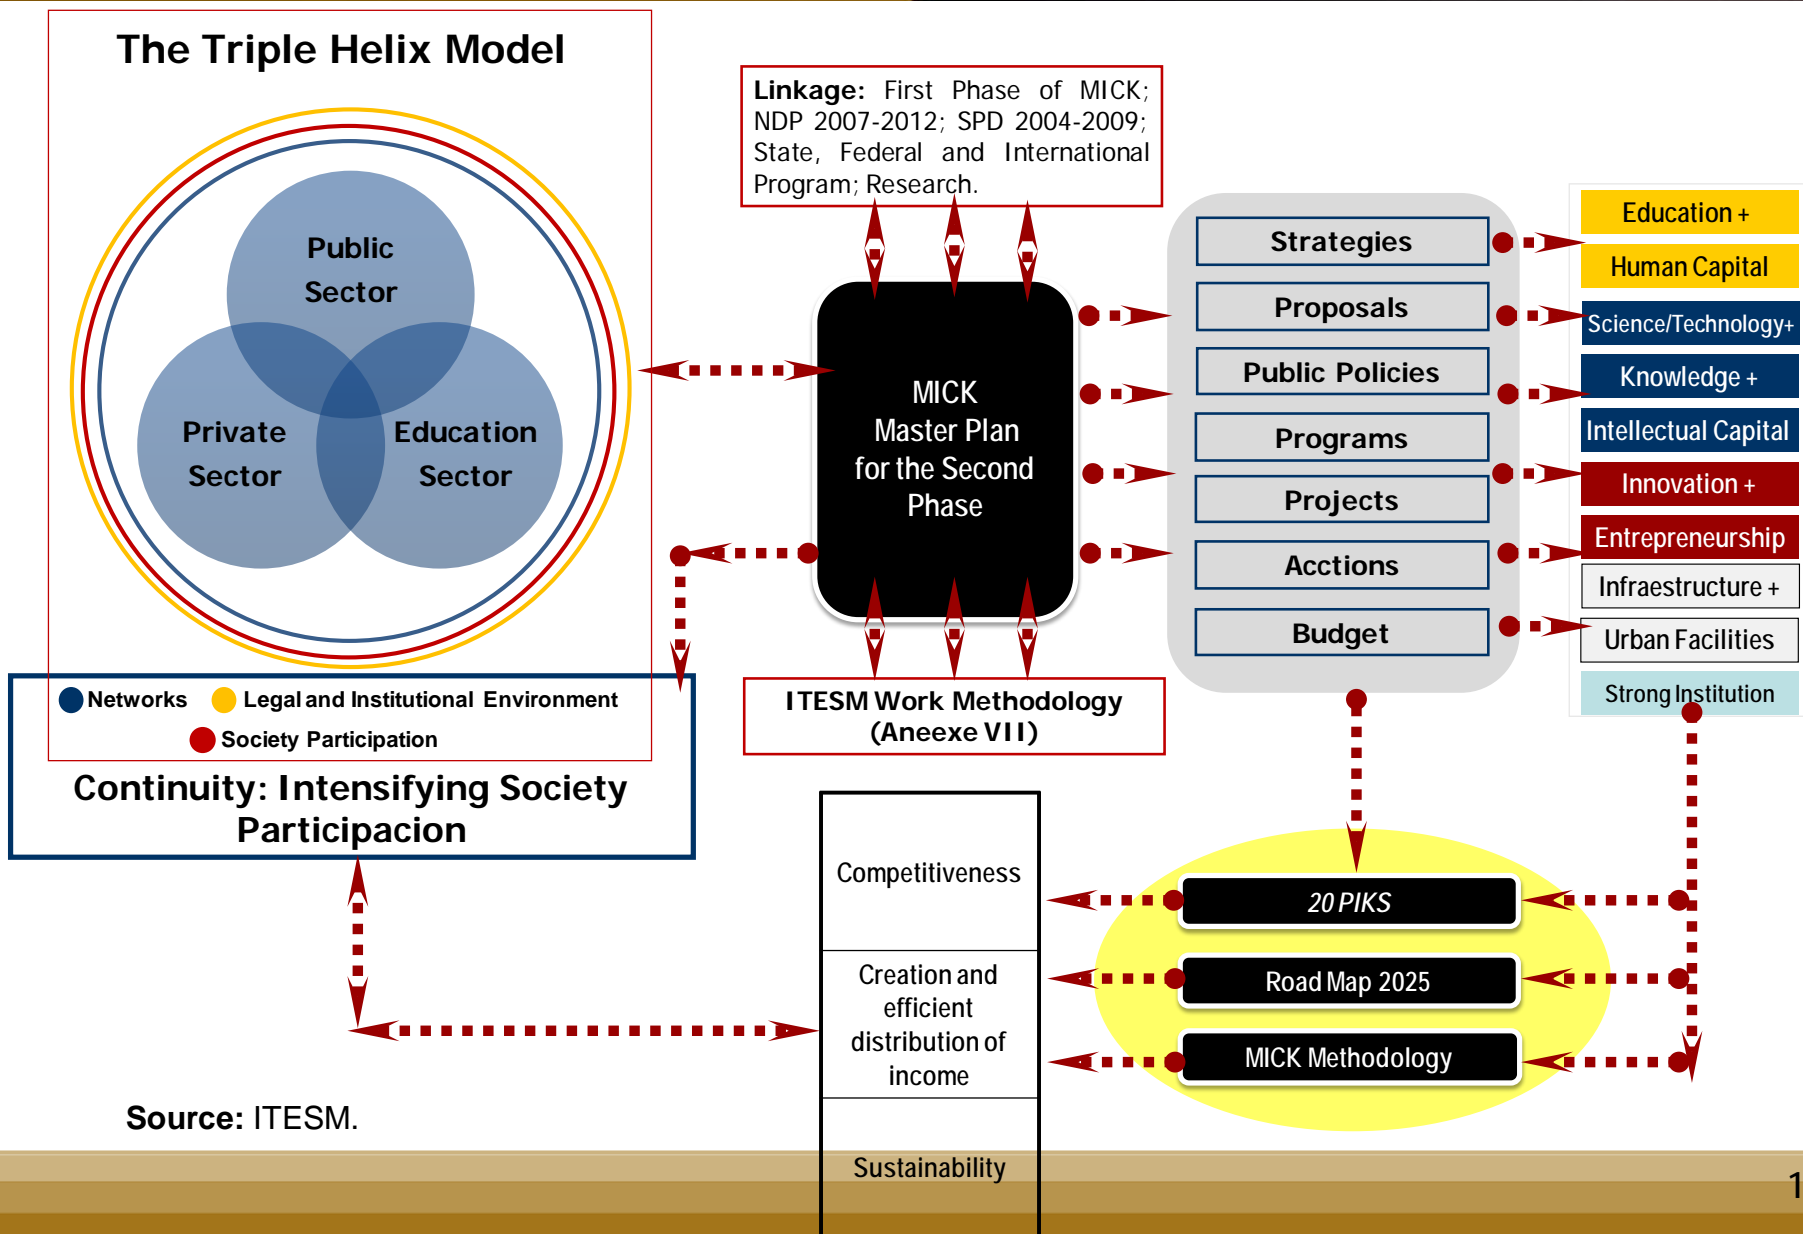 The Triple Helix Model
Public
Sector
Private
Sector
Education
Sector
Networks
Legal and Institutional Environment
Society Participation
Continuity: Intensifying Society
Participacion
Linkage: First Phase of MICK;
NDP 2007-2012; SPD 2004-2009;
State, Federal and International
Program; Research.
MICK
Master Plan
for the Second
Phase
ITESM Work Methodology
(Aneexe VII)
Strategies
Proposals
Public Policies
Programs
Projects
Acctions
Budget
Education +
Human Capital
Science/Technology+
Knowledge +
Intellectual Capital
Innovation +
Entrepreneurship
Infraestructure +
Urban Facilities
Strong Institution
Competitiveness
Creation and
efficient
distribution of
income
Sustainability
20 PIKS
Road Map 2025
MICK Methodology
Source: ITESM.
1